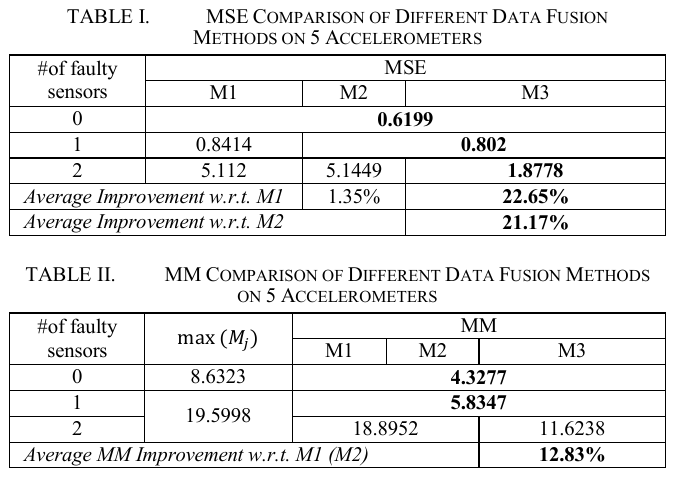 TABLE I. MSE COMPARISON OF DIFFERENT DATA FUSION
METHODS ON 5 ACCELEROMETERS
#of faulty sensors MSE
M1 M2 M3
0 0.6199
1 0.8414 0.802
2 5.112 5.1449 1.8778
Average Improvement w.r.t. M1 1.35% 22.65%
Average Improvement w.r.t. M2 21.17%
TABLE II. MM COMPARISON OF DIFFERENT DATA FUSION METHODS
ON 5 ACCELEROMETERS
#of faulty sensors max (Mj) MM
M1 M2 M3
0 8.6323 4.3277
1 19.5998 5.8347
2 18.8952 11.6238
Average MM Improvement w.r.t. M1 (M2) 12.83%